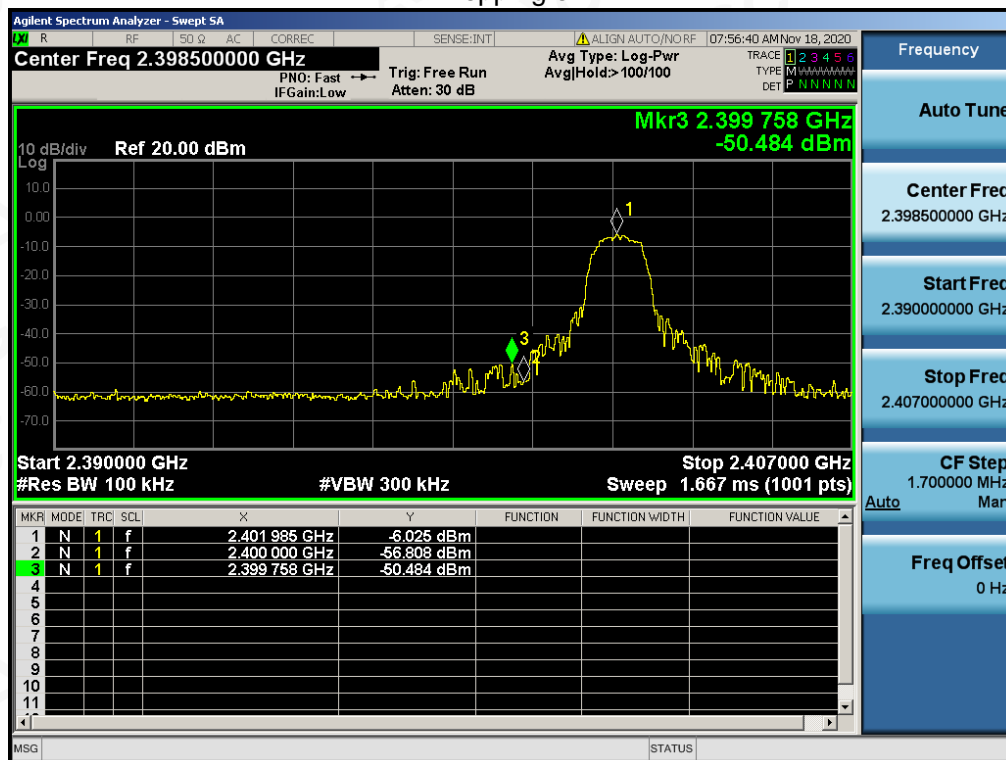 Agilent Spectrum Analyzer - Swept SA
LXI R RF 50 Ω AC CORREC SENSE:INT ALIGN AUTO/NO RF 07:56:40 AM Nov 18, 2020
Center Freq 2.398500000 GHz
PNO: Fast
IFGain:Low
Trig: Free Run
Atten: 30 dB
Avg Type: Log-Pwr
Avg|Hold:> 100/100
TRACE 1 2 3 4 5 6
TYPE M W W W W W
DET P N N N N N
Mkr3 2.399 758 GHz
-50.484 dBm
10 dB/div Ref 20.00 dBm
Log
10.0
0.00
-10.0
-20.0
-30.0
-40.0
-50.0
-60.0
-70.0
1
3
Start 2.390000 GHz Stop 2.407000 GHz
#Res BW 100 kHz #VBW 300 kHz Sweep 1.667 ms (1001 pts)
MKR MODE TRC SCL X Y FUNCTION FUNCTION WIDTH FUNCTION VALUE
1 N 1 f 2.401 985 GHz -6.025 dBm
2 N 1 f 2.400 000 GHz -56.808 dBm
3 N 1 f 2.399 758 GHz -50.484 dBm
4
5
6
7
8
9
10
11
MSG STATUS
Frequency
Auto Tune
Center Freq
2.398500000 GHz
Start Freq
2.390000000 GHz
Stop Freq
2.407000000 GHz
CF Step
1.700000 MHz
Auto Man
Freq Offset
0 Hz